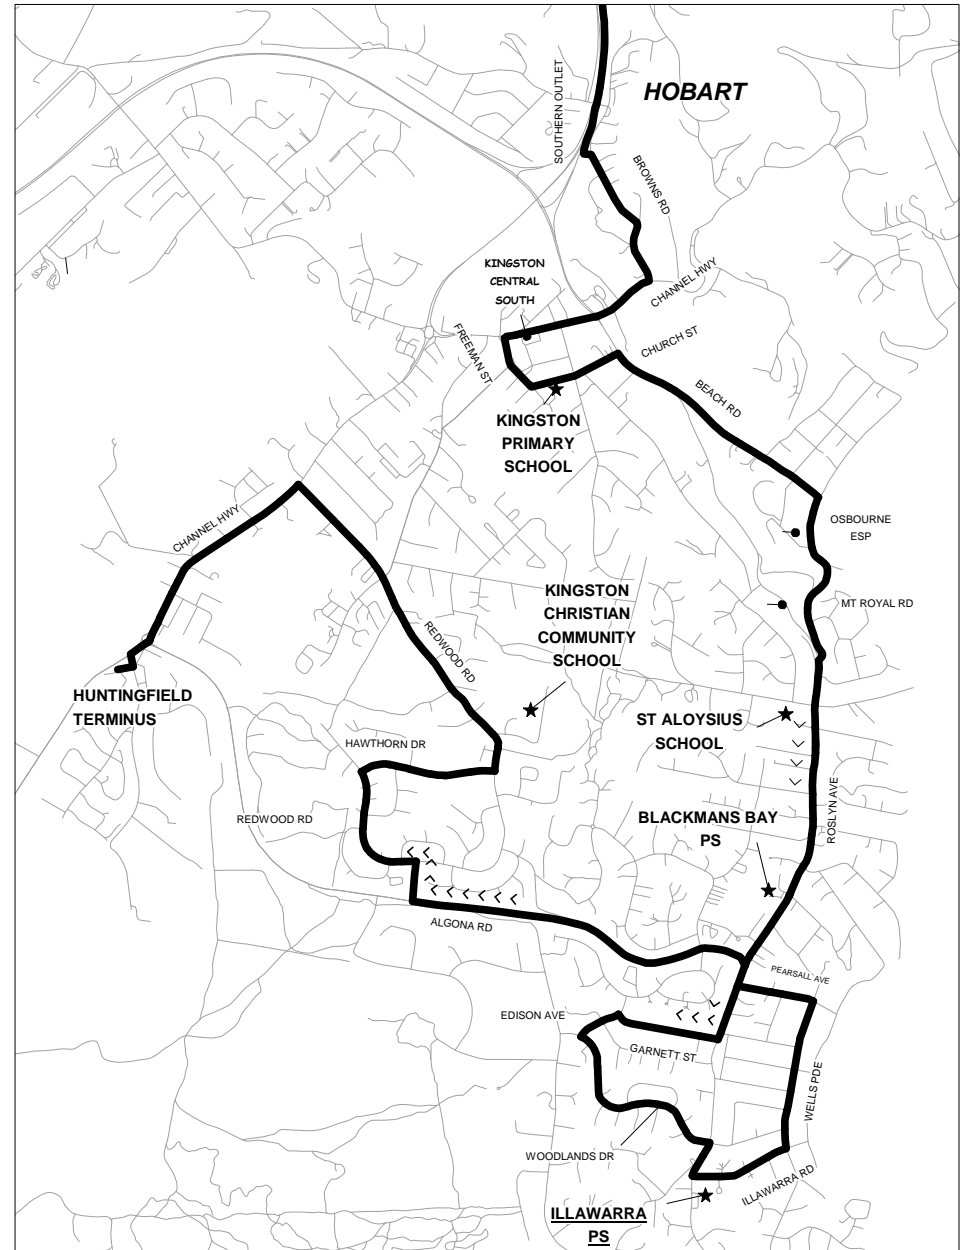 HOBART
SOUTHERN OUTLET
BROWNS RD
KINGSTON
CENTRAL
SOUTH
CHANNEL HWY
FREEMAN ST
CHURCH ST
BEACH RD
KINGSTON
PRIMARY
SCHOOL
CHANNEL HWY
OSBOURNE
ESP
KINGSTON
CHRISTIAN
COMMUNITY
SCHOOL
MT ROYAL RD
REDWOOD RD
HUNTINGFIELD
TERMINUS
ST ALOYSIUS
SCHOOL
HAWTHORN DR
REDWOOD RD
BLACKMANS BAY
PS
ROSLYN AVE
ALGONA RD
PEARSALL AVE
EDISON AVE
GARNETT ST
WELLS PDE
WOODLANDS DR
ILLAWARRA RD
ILLAWARRA
PS